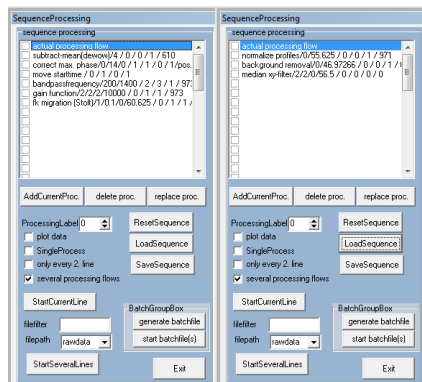 SequenceProcessing
sequence processing
actual processing flow
subtract-mean(dewow)/4 / 0 / 0 / 1 / 610
correct max. phase/0/14/0 / 1 / 1 / 0 / 1/pos.
move starttime / 0 / 1 / 0 / 1
bandpassfrequency/200/1400 / 2 / 3 / 1 / 973
gain function/2/2/2/10000 / 0 / 1 / 1 / 973
fk migration (Stolt)/1/0.1/0/60.625 / 0 / 1 / 1 /
AddCurrentProc. delete proc. replace proc.
ProcessingLabel 0 ResetSequence
plot data
SingleProcess LoadSequence
only every 2. line SaveSequence
several processing flows
StartCurrentLine BatchGroupBox
filefilter generate batchfile
filepath rawdata start batchfile(s)
StartSeveralLines Exit
SequenceProcessing
sequence processing
actual processing flow
normalize profiles/0/55.625 / 0 / 0 / 1 / 971
background removal/0/46.97266 / 0 / 0 / 1 /
median xy-filter/2/2/0/56.5 / 0 / 0 / 0 / 0
AddCurrentProc. delete proc. replace proc.
ProcessingLabel 0 ResetSequence
plot data
SingleProcess LoadSequence
only every 2. line SaveSequence
several processing flows
StartCurrentLine BatchGroupBox
filefilter generate batchfile
filepath rawdata start batchfile(s)
StartSeveralLines Exit